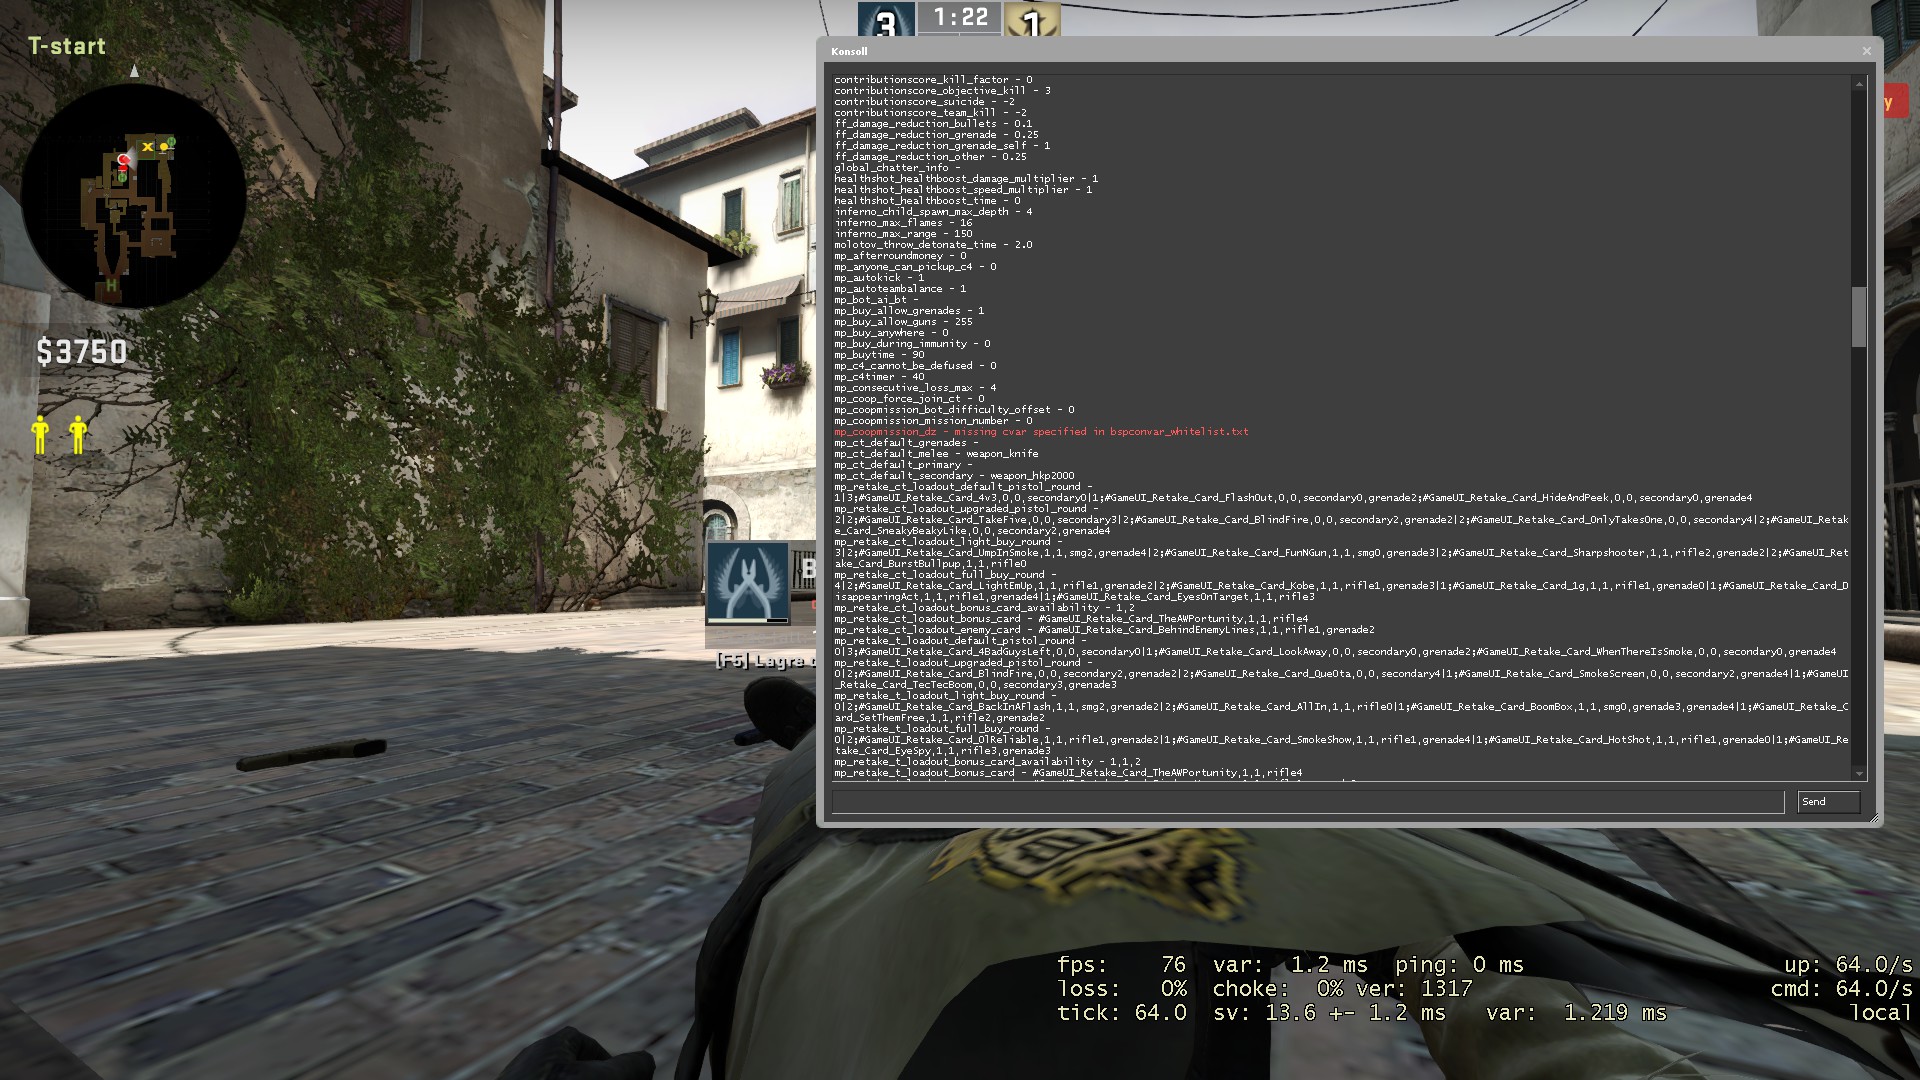 T-start
$3750
3
1:22
1
Konsoll
contributionscore_kill_factor - 0
contributionscore_objective_kill - 3
contributionscore_suicide - -2
contributionscore_team_kill - -2
ff_damage_reduction_bullets - 0.1
ff_damage_reduction_grenade - 0.25
ff_damage_reduction_grenade_self - 1
ff_damage_reduction_other - 0.25
global_chatter_info -
healthshot_healthboost_damage_multiplier - 1
healthshot_healthboost_speed_multiplier - 1
healthshot_healthboost_time - 0
inferno_child_spawn_max_depth - 4
inferno_max_flames - 16
inferno_max_range - 150
molotov_throw_detonate_time - 2.0
mp_afterroundmoney - 0
mp_anyone_can_pickup_c4 - 0
mp_autokick - 1
mp_autoteambalance - 1
mp_bot_ai_bt -
mp_buy_allow_grenades - 1
mp_buy_allow_guns - 255
mp_buy_anywhere - 0
mp_buy_during_immunity - 0
mp_buytime - 90
mp_c4_cannot_be_defused - 0
mp_c4timer - 40
mp_consecutive_loss_max - 4
mp_coop_force_join_ct - 0
mp_coopmission_bot_difficulty_offset - 0
mp_coopmission_mission_number - 0
mp_coopmission_dz - missing cvar specified in bspconvar_whitelist.txt
mp_ct_default_grenades -
mp_ct_default_melee - weapon_knife
mp_ct_default_primary -
mp_ct_default_secondary - weapon_hkp2000
mp_retake_ct_loadout_default_pistol_round -
1|3;#GameUI_Retake_Card_4v3,0,0,secondary0|1;#GameUI_Retake_Card_FlashOut,0,0,secondary0,grenade2;#GameUI_Retake_Card_HideAndPeek,0,0,secondary0,grenade4
mp_retake_ct_loadout_upgraded_pistol_round -
2|2;#GameUI_Retake_Card_TakeFive,0,0,secondary3|2;#GameUI_Retake_Card_BlindFire,0,0,secondary2,grenade2|2;#GameUI_Retake_Card_OnlyTakesOne,0,0,secondary4|2;#GameUI_Retak
e_Card_SneakyBeakyLike,0,0,secondary2,grenade4
mp_retake_ct_loadout_light_buy_round -
3|2;#GameUI_Retake_Card_UmpInSmoke,1,1,smg2,grenade4|2;#GameUI_Retake_Card_FunNGun,1,1,smg0,grenade3|2;#GameUI_Retake_Card_Sharpshooter,1,1,rifle2,grenade2|2;#GameUI_Ret
ake_Card_BurstBullpup,1,1,rifle0
mp_retake_ct_loadout_full_buy_round -
4|2;#GameUI_Retake_Card_LightEmUp,1,1,rifle1,grenade2|2;#GameUI_Retake_Card_Kobe,1,1,rifle1,grenade3|1;#GameUI_Retake_Card_1g,1,1,rifle1,grenade0|1;#GameUI_Retake_Card_D
isappearingAct,1,1,rifle1,grenade4|1;#GameUI_Retake_Card_EyesOnTarget,1,1,rifle3
mp_retake_ct_loadout_bonus_card_availability - 1,2
mp_retake_ct_loadout_bonus_card - #GameUI_Retake_Card_TheAWPortunity,1,1,rifle4
mp_retake_ct_loadout_enemy_card - #GameUI_Retake_Card_BehindEnemyLines,1,1,rifle1,grenade2
mp_retake_t_loadout_default_pistol_round -
0|3;#GameUI_Retake_Card_4BadGuysLeft,0,0,secondary0|1;#GameUI_Retake_Card_LookAway,0,0,secondary0,grenade2;#GameUI_Retake_Card_WhenThereIsSmoke,0,0,secondary0,grenade4
mp_retake_t_loadout_upgraded_pistol_round -
0|2;#GameUI_Retake_Card_BlindFire,0,0,secondary2,grenade2|2;#GameUI_Retake_Card_QueOta,0,0,secondary4|1;#GameUI_Retake_Card_SmokeScreen,0,0,secondary2,grenade4|1;#GameUI
_Retake_Card_TecTecBoom,0,0,secondary3,grenade3
mp_retake_t_loadout_light_buy_round -
0|2;#GameUI_Retake_Card_BackInAFlash,1,1,smg2,grenade2|2;#GameUI_Retake_Card_AllIn,1,1,rifle0|1;#GameUI_Retake_Card_BoomBox,1,1,smg0,grenade3,grenade4|1;#GameUI_Retake_C
ard_SetThemFree,1,1,rifle2,grenade2
mp_retake_t_loadout_full_buy_round -
0|2;#GameUI_Retake_Card_OlReliable,1,1,rifle1,grenade2|1;#GameUI_Retake_Card_SmokeShow,1,1,rifle1,grenade4|1;#GameUI_Retake_Card_HotShot,1,1,rifle1,grenade0|1;#GameUI_Re
take_Card_EyeSpy,1,1,rifle3,grenade3
mp_retake_t_loadout_bonus_card_availability - 1,1,2
mp_retake_t_loadout_bonus_card - #GameUI_Retake_Card_TheAWPortunity,1,1,rifle4
Send
[F5] Lagre
fps: 76 var: 1.2 ms ping: 0 ms
loss: 0% choke: 0% ver: 1317
tick: 64.0 sv: 13.6 +- 1.2 ms var: 1.219 ms
up: 64.0/s
cmd: 64.0/s
local